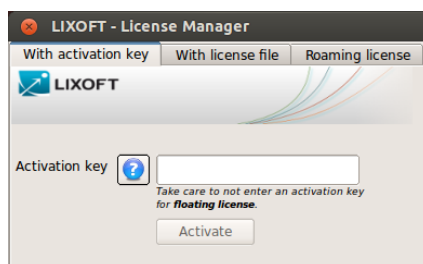 LIXOFT - License Manager
With activation key With license file Roaming license
LIXOFT
Activation key ?
Take care to not enter an activation key
for floating license.
Activate